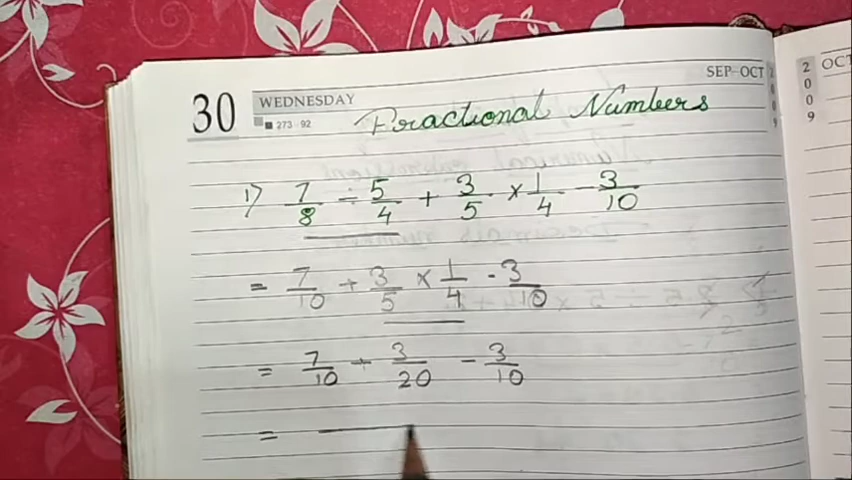 SEP-OCT 2009 2009 OCT
30 WEDNESDAY
273-92
Fractional Numbers
1) 7/8 ÷ 5/4 + 3/5 × 1/4 - 3/10
= 7/10 + 3/5 × 1/4 - 3/10
= 7/10 + 3/20 - 3/10
=